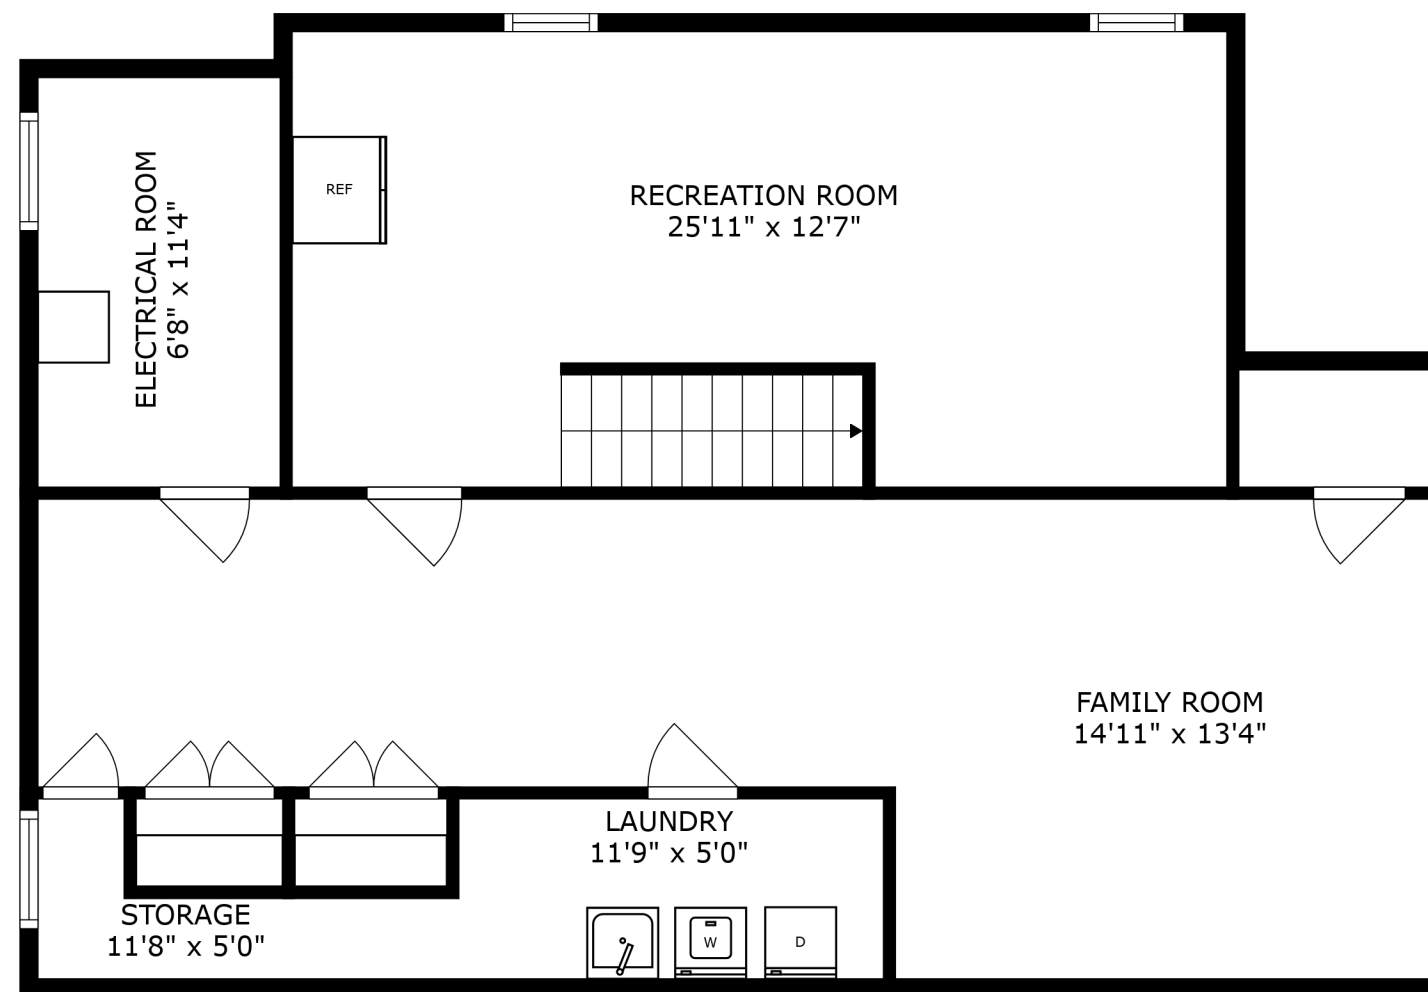 RECREATION ROOM
25'11" x 12'7"
REF
ELECTRICAL ROOM
6'8" x 11'4"
FAMILY ROOM
14'11" x 13'4"
LAUNDRY
11'9" x 5'0"
STORAGE
11'8" x 5'0"
W
D